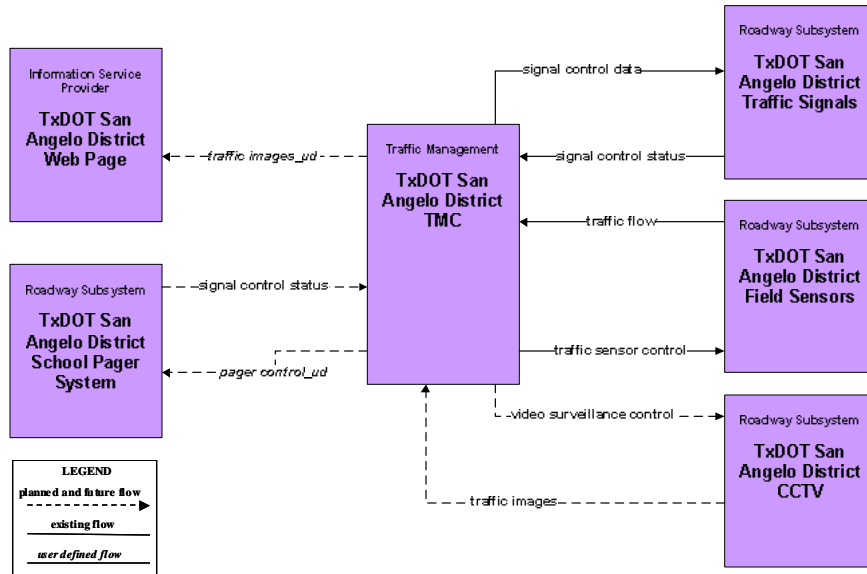 Information Service
Provider
TxDOT San
Angelo District
Web Page
traffic images_ud
Roadway Subsystem
TxDOT San
Angelo District
School Pager
System
signal control status
pager control_ud
Traffic Management
TxDOT San
Angelo District
TMC
signal control data
signal control status
traffic flow
traffic sensor control
video surveillance control
traffic images
Roadway Subsystem
TxDOT San
Angelo District
Traffic Signals
Roadway Subsystem
TxDOT San
Angelo District
Field Sensors
Roadway Subsystem
TxDOT San
Angelo District
CCTV
LEGEND
planned and future flow
existing flow
user defined flow